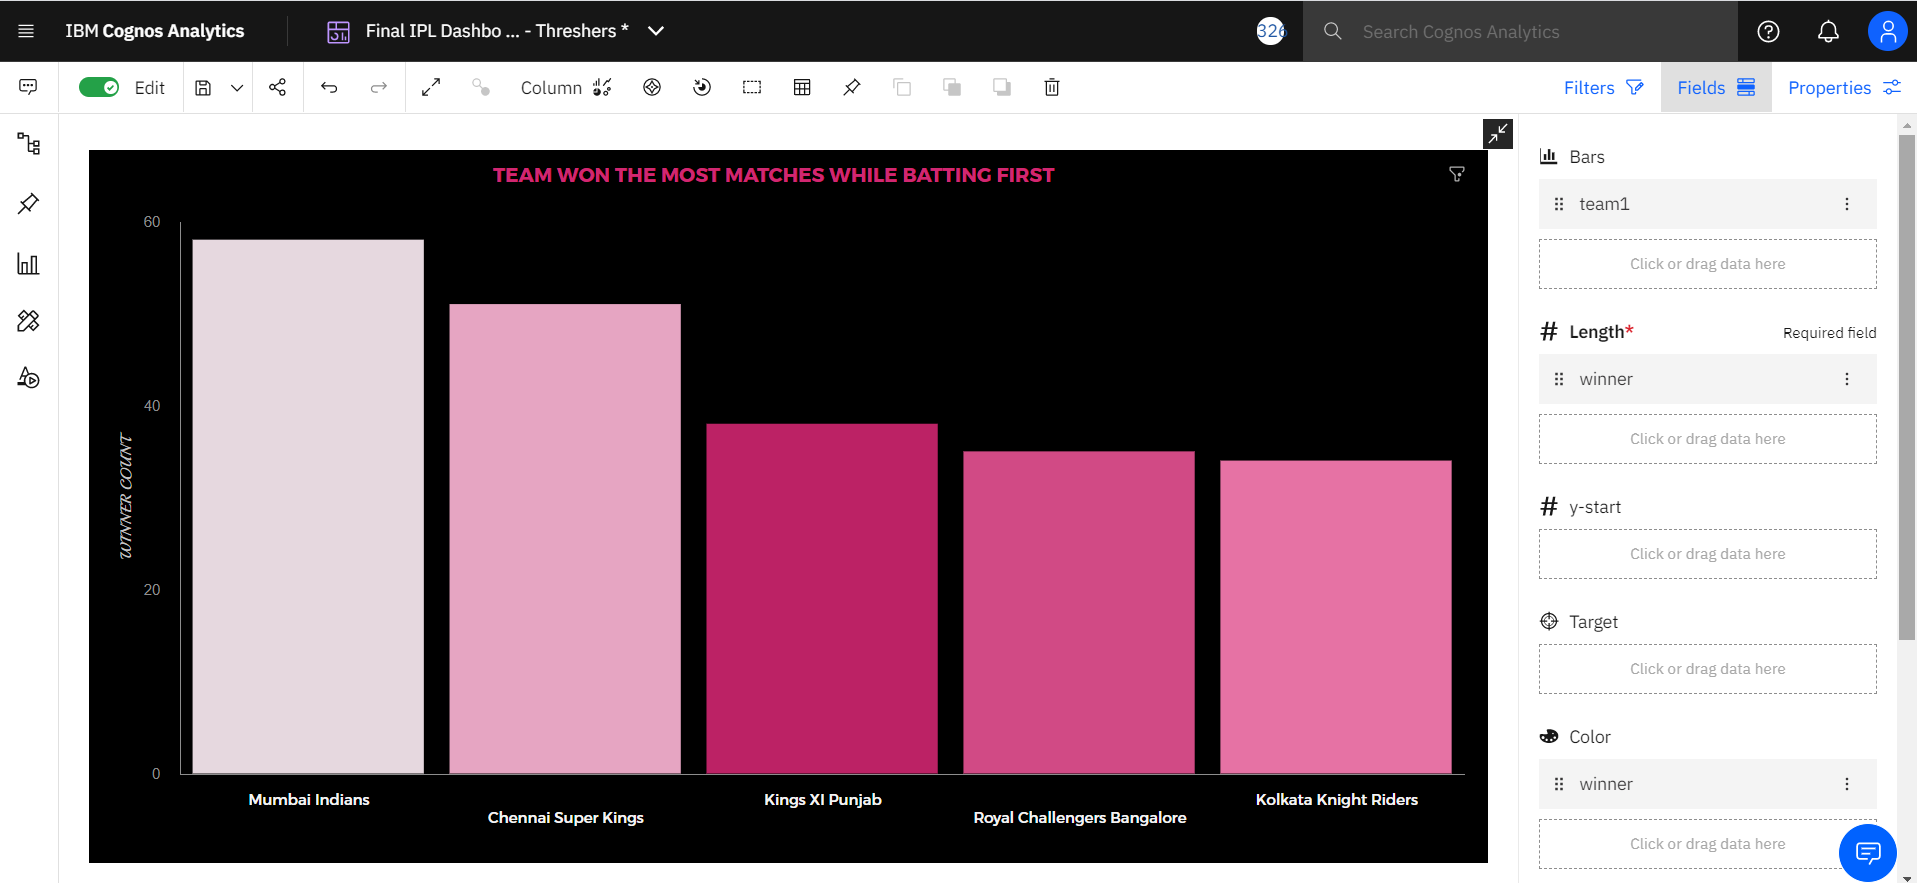 IBM Cognos Analytics
Final IPL Dashbo ... - Threshers *
326
Search Cognos Analytics
Edit
Column
Filters
Fields
Properties
TEAM WON THE MOST MATCHES WHILE BATTING FIRST
60
40
20
0
WINNER COUNT
Mumbai Indians
Chennai Super Kings
Kings XI Punjab
Royal Challengers Bangalore
Kolkata Knight Riders
Bars
team1
Click or drag data here
Length*
Required field
winner
Click or drag data here
y-start
Click or drag data here
Target
Click or drag data here
Color
winner
Click or drag data here